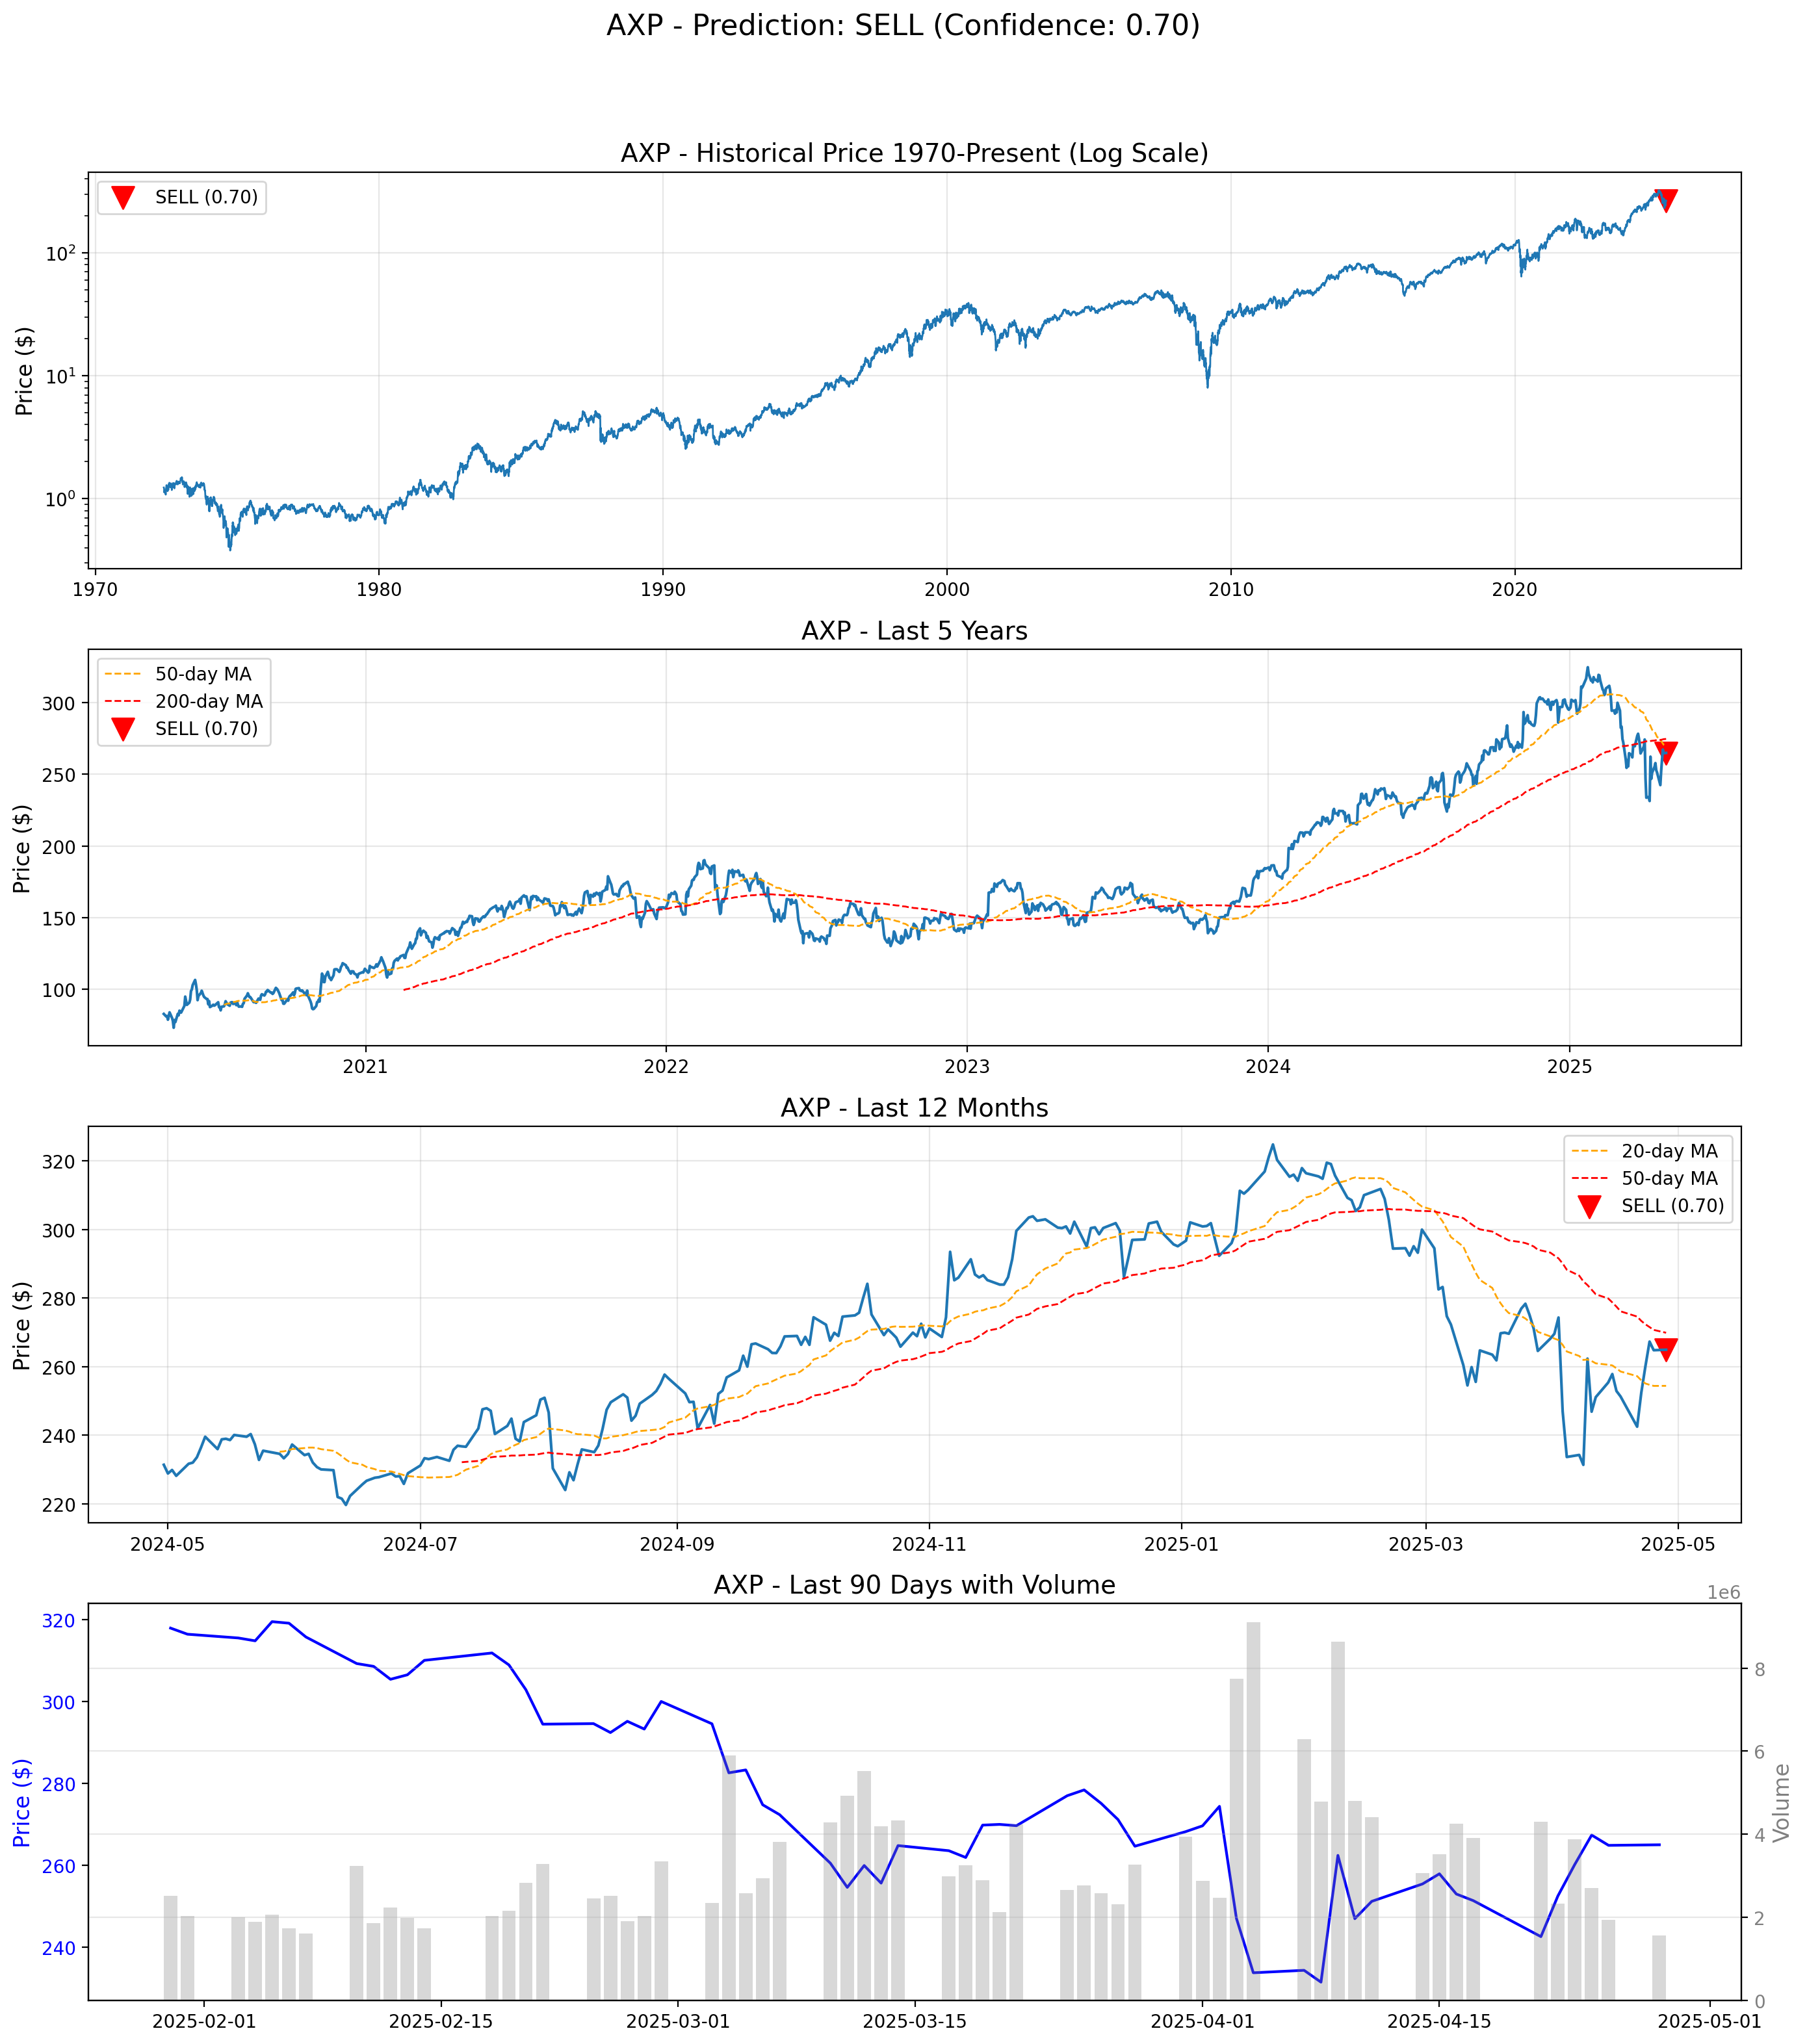 AXP - Prediction: SELL (Confidence: 0.70)
AXP - Historical Price 1970-Present (Log Scale)
SELL (0.70)
Price ($)
10²
10¹
10⁰
1970 1980 1990 2000 2010 2020
AXP - Last 5 Years
50-day MA
200-day MA
SELL (0.70)
Price ($)
300
250
200
150
100
2021 2022 2023 2024 2025
AXP - Last 12 Months
20-day MA
50-day MA
SELL (0.70)
Price ($)
320
300
280
260
240
220
2024-05 2024-07 2024-09 2024-11 2025-01 2025-03 2025-05
AXP - Last 90 Days with Volume
1e6
Price ($)
320
300
280
260
240
8
6
4
2
0
Volume
2025-02-01 2025-02-15 2025-03-01 2025-03-15 2025-04-01 2025-04-15 2025-05-01